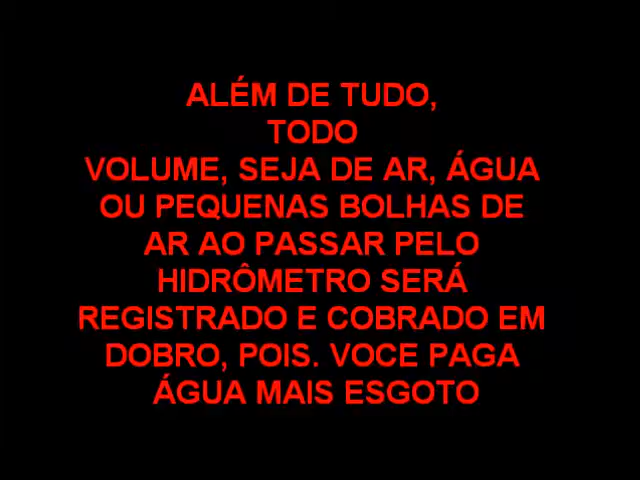 ALÉM DE TUDO,
TODO
VOLUME, SEJA DE AR, ÁGUA
OU PEQUENAS BOLHAS DE
AR AO PASSAR PELO
HIDRÔMETRO SERÁ
REGISTRADO E COBRADO EM
DOBRO, POIS. VOCE PAGA
ÁGUA MAIS ESGOTO